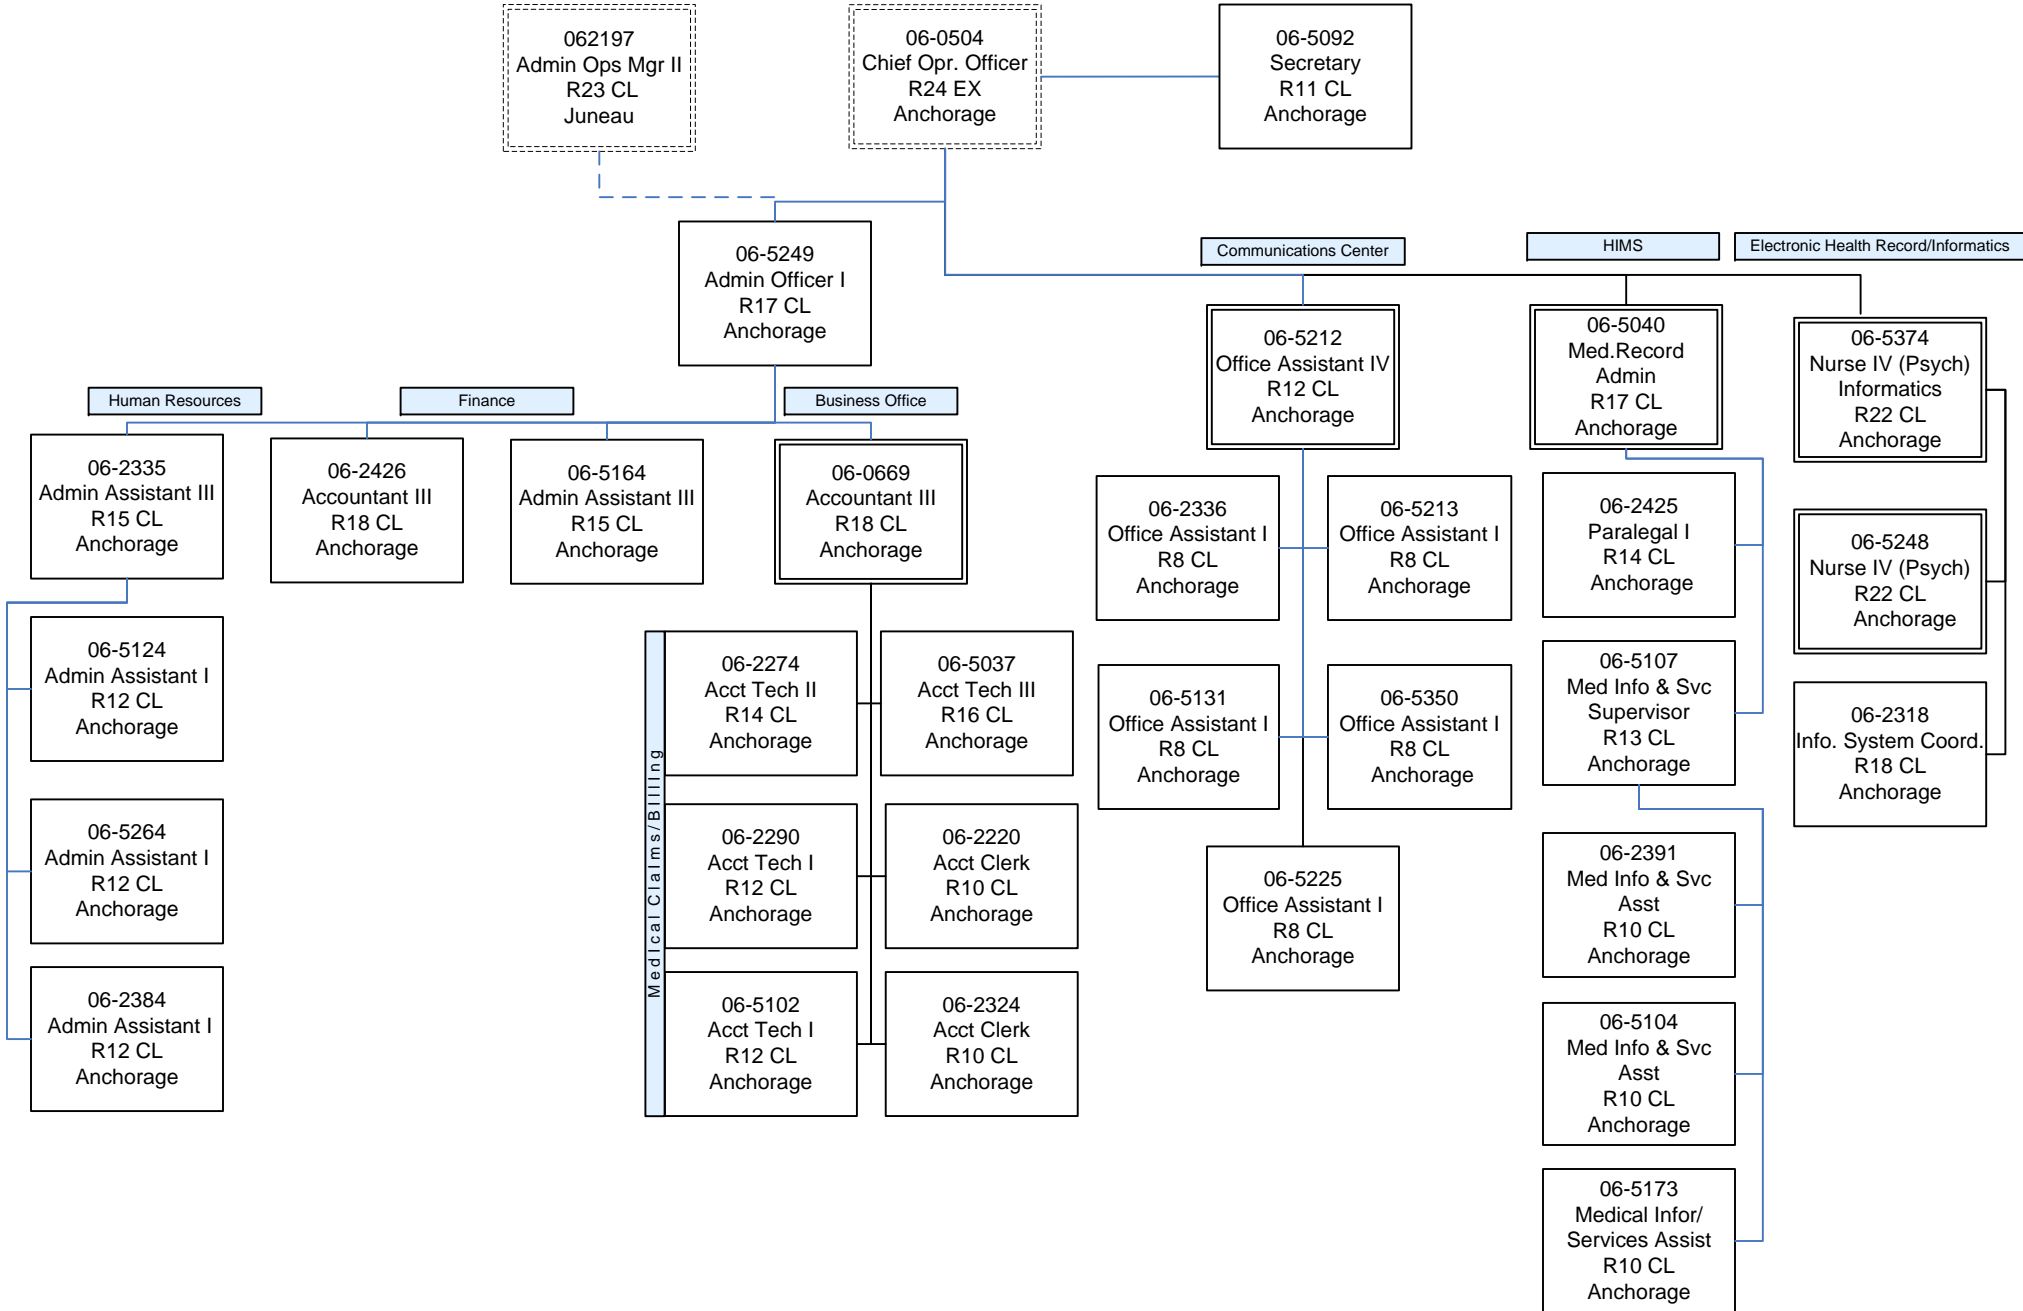 062197
Admin Ops Mgr II
R23 CL
Juneau
06-0504
Chief Opr. Officer
R24 EX
Anchorage
06-5092
Secretary
R11 CL
Anchorage
06-5249
Admin Officer I
R17 CL
Anchorage
Communications Center
HIMS
Electronic Health Record/Informatics
06-5212
Office Assistant IV
R12 CL
Anchorage
06-5040
Med.Record
Admin
R17 CL
Anchorage
06-5374
Nurse IV (Psych)
Informatics
R22 CL
Anchorage
Human Resources
Finance
Business Office
06-2335
Admin Assistant III
R15 CL
Anchorage
06-2426
Accountant III
R18 CL
Anchorage
06-5164
Admin Assistant III
R15 CL
Anchorage
06-0669
Accountant III
R18 CL
Anchorage
06-2336
Office Assistant I
R8 CL
Anchorage
06-5213
Office Assistant I
R8 CL
Anchorage
06-2425
Paralegal I
R14 CL
Anchorage
06-5248
Nurse IV (Psych)
R22 CL
Anchorage
06-5124
Admin Assistant I
R12 CL
Anchorage
Medical Claims/Billing
06-2274
Acct Tech II
R14 CL
Anchorage
06-5037
Acct Tech III
R16 CL
Anchorage
06-5131
Office Assistant I
R8 CL
Anchorage
06-5350
Office Assistant I
R8 CL
Anchorage
06-5107
Med Info & Svc
Supervisor
R13 CL
Anchorage
06-2318
Info. System Coord.
R18 CL
Anchorage
06-5264
Admin Assistant I
R12 CL
Anchorage
06-2290
Acct Tech I
R12 CL
Anchorage
06-2220
Acct Clerk
R10 CL
Anchorage
06-5225
Office Assistant I
R8 CL
Anchorage
06-2391
Med Info & Svc
Asst
R10 CL
Anchorage
06-2384
Admin Assistant I
R12 CL
Anchorage
06-5102
Acct Tech I
R12 CL
Anchorage
06-2324
Acct Clerk
R10 CL
Anchorage
06-5104
Med Info & Svc
Asst
R10 CL
Anchorage
06-5173
Medical Infor/
Services Assist
R10 CL
Anchorage